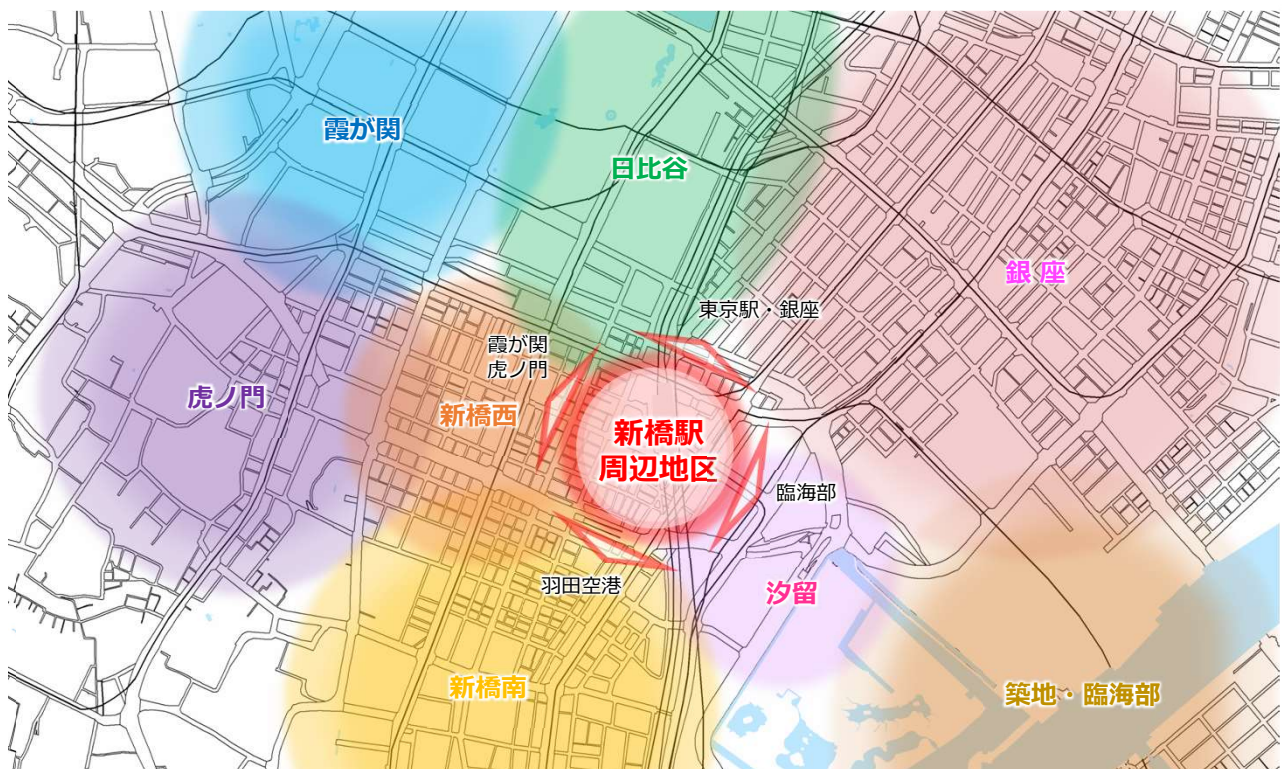 霞が関
日比谷
銀座
東京駅・銀座
霞が関
虎ノ門
虎ノ門
新橋西
新橋駅
周辺地区
臨海部
羽田空港
汐留
新橋南
築地・臨海部